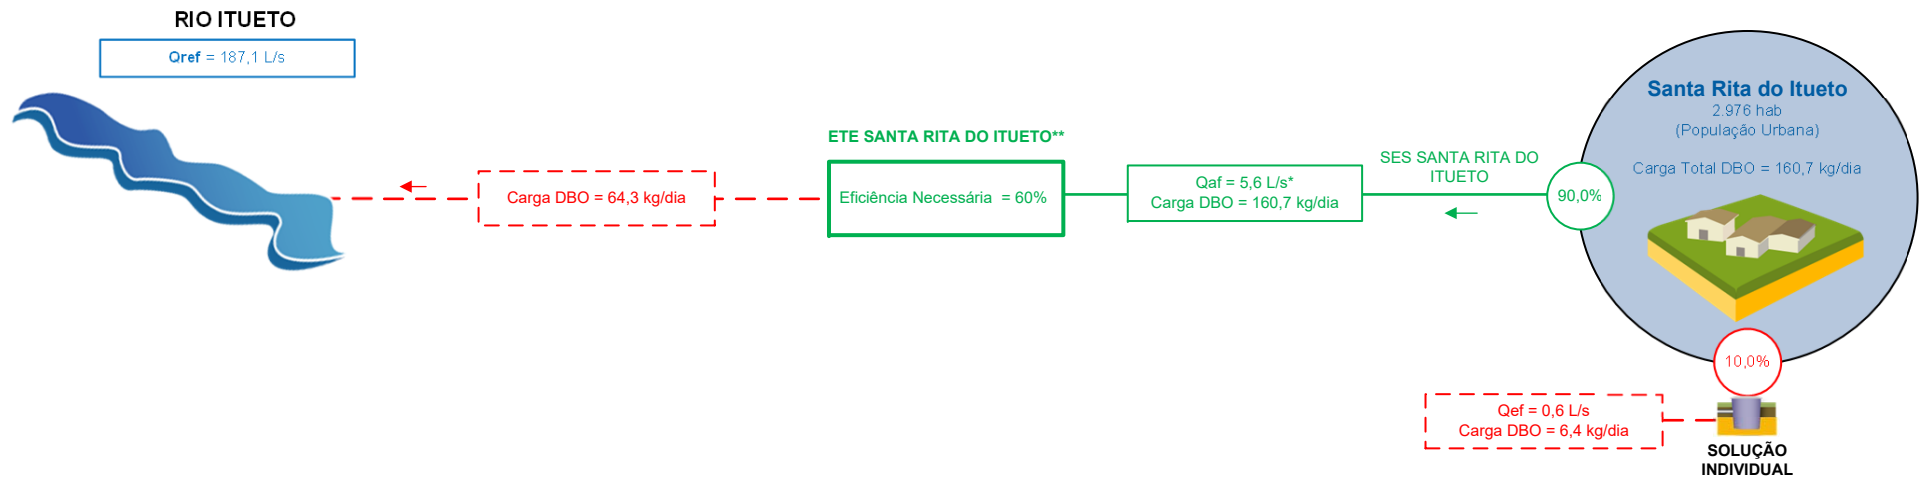 RIO ITUETO
Qref = 187,1 L/s
Carga DBO = 64,3 kg/dia
ETE SANTA RITA DO ITUETO**
Eficiência Necessária = 60%
Qaf = 5,6 L/s*
Carga DBO = 160,7 kg/dia
SES SANTA RITA DO
ITUETO
90,0%
Santa Rita do Itueto
2.976 hab
(População Urbana)
Carga Total DBO = 160,7 kg/dia
10,0%
Qef = 0,6 L/s
Carga DBO = 6,4 kg/dia
SOLUÇÃO
INDIVIDUAL